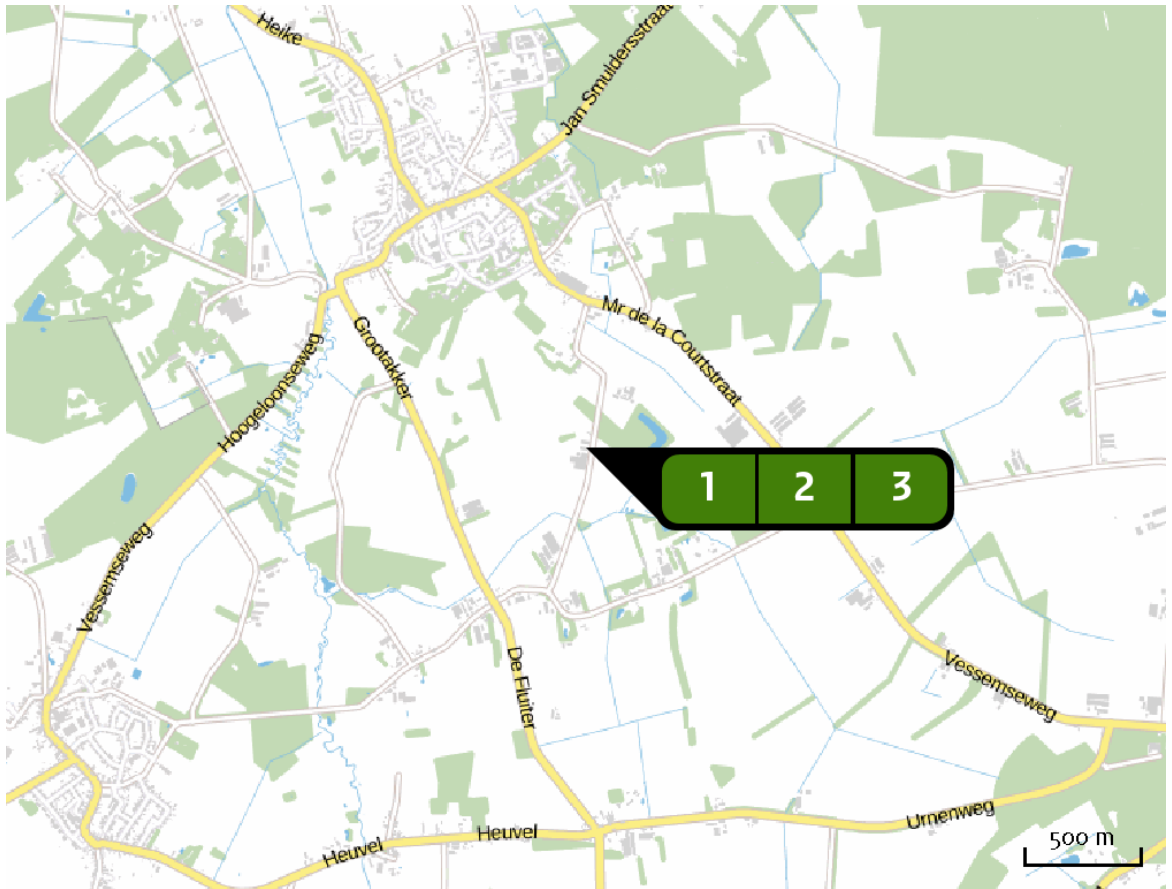 Heike
Jan Smuldersstraat
Mr de la Courtstraat
Grootakker
Hoogeloonseweg
1 2 3
Vessemseweg
De Fluiter
Vessemseweg
Urnenweg
Heuvel
Heuvel
500 m